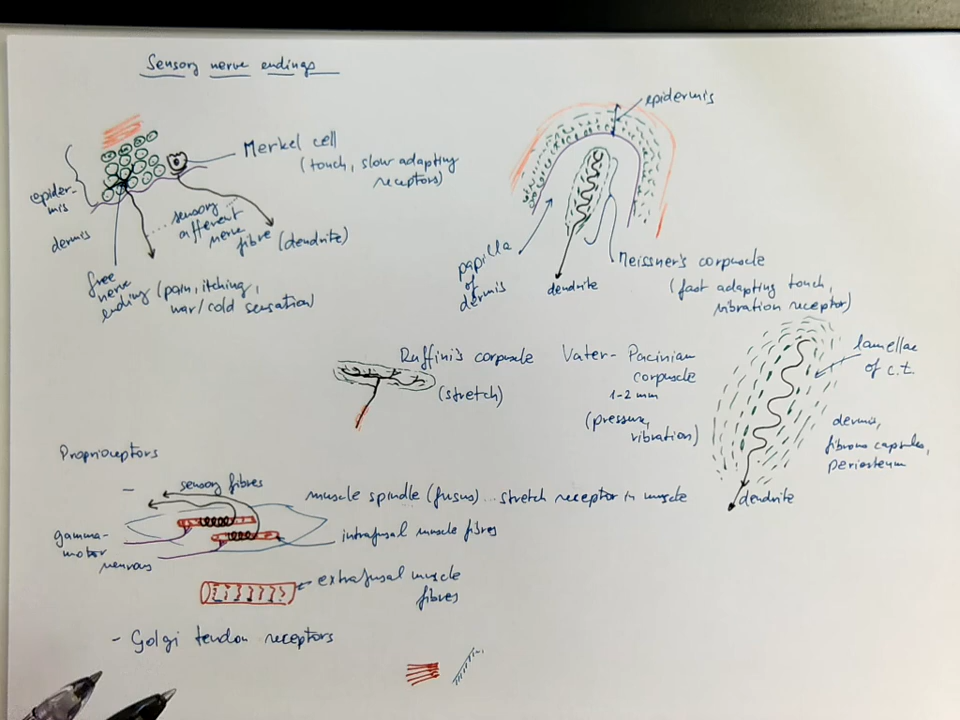 Sensory nerve endings
Merkel cell
(touch, slow adapting
receptors)
epider-
mis
dermis
sensory
afferent
nerve
fibre (dendrite)
free
nerve
ending (pain, itching,
war/cold sensation)
epidermis
papilla
of
dermis
dendrite
Meissner's corpuscle
(fast adapting touch,
vibration receptor)
Ruffini's corpuscle
(stretch)
Vater-Pacinian
corpuscle
1-2 mm
(pressure,
vibration)
lamellae
of c.t.
dermis,
fibrous capsules,
periosteum
dendrite
Proprioceptors
-
sensory fibres
muscle spindle (fusus)...stretch receptor in muscle
gamma-
motor
neurons
intrafusal muscle fibres
extrafusal muscle
fibres
- Golgi tendon receptors